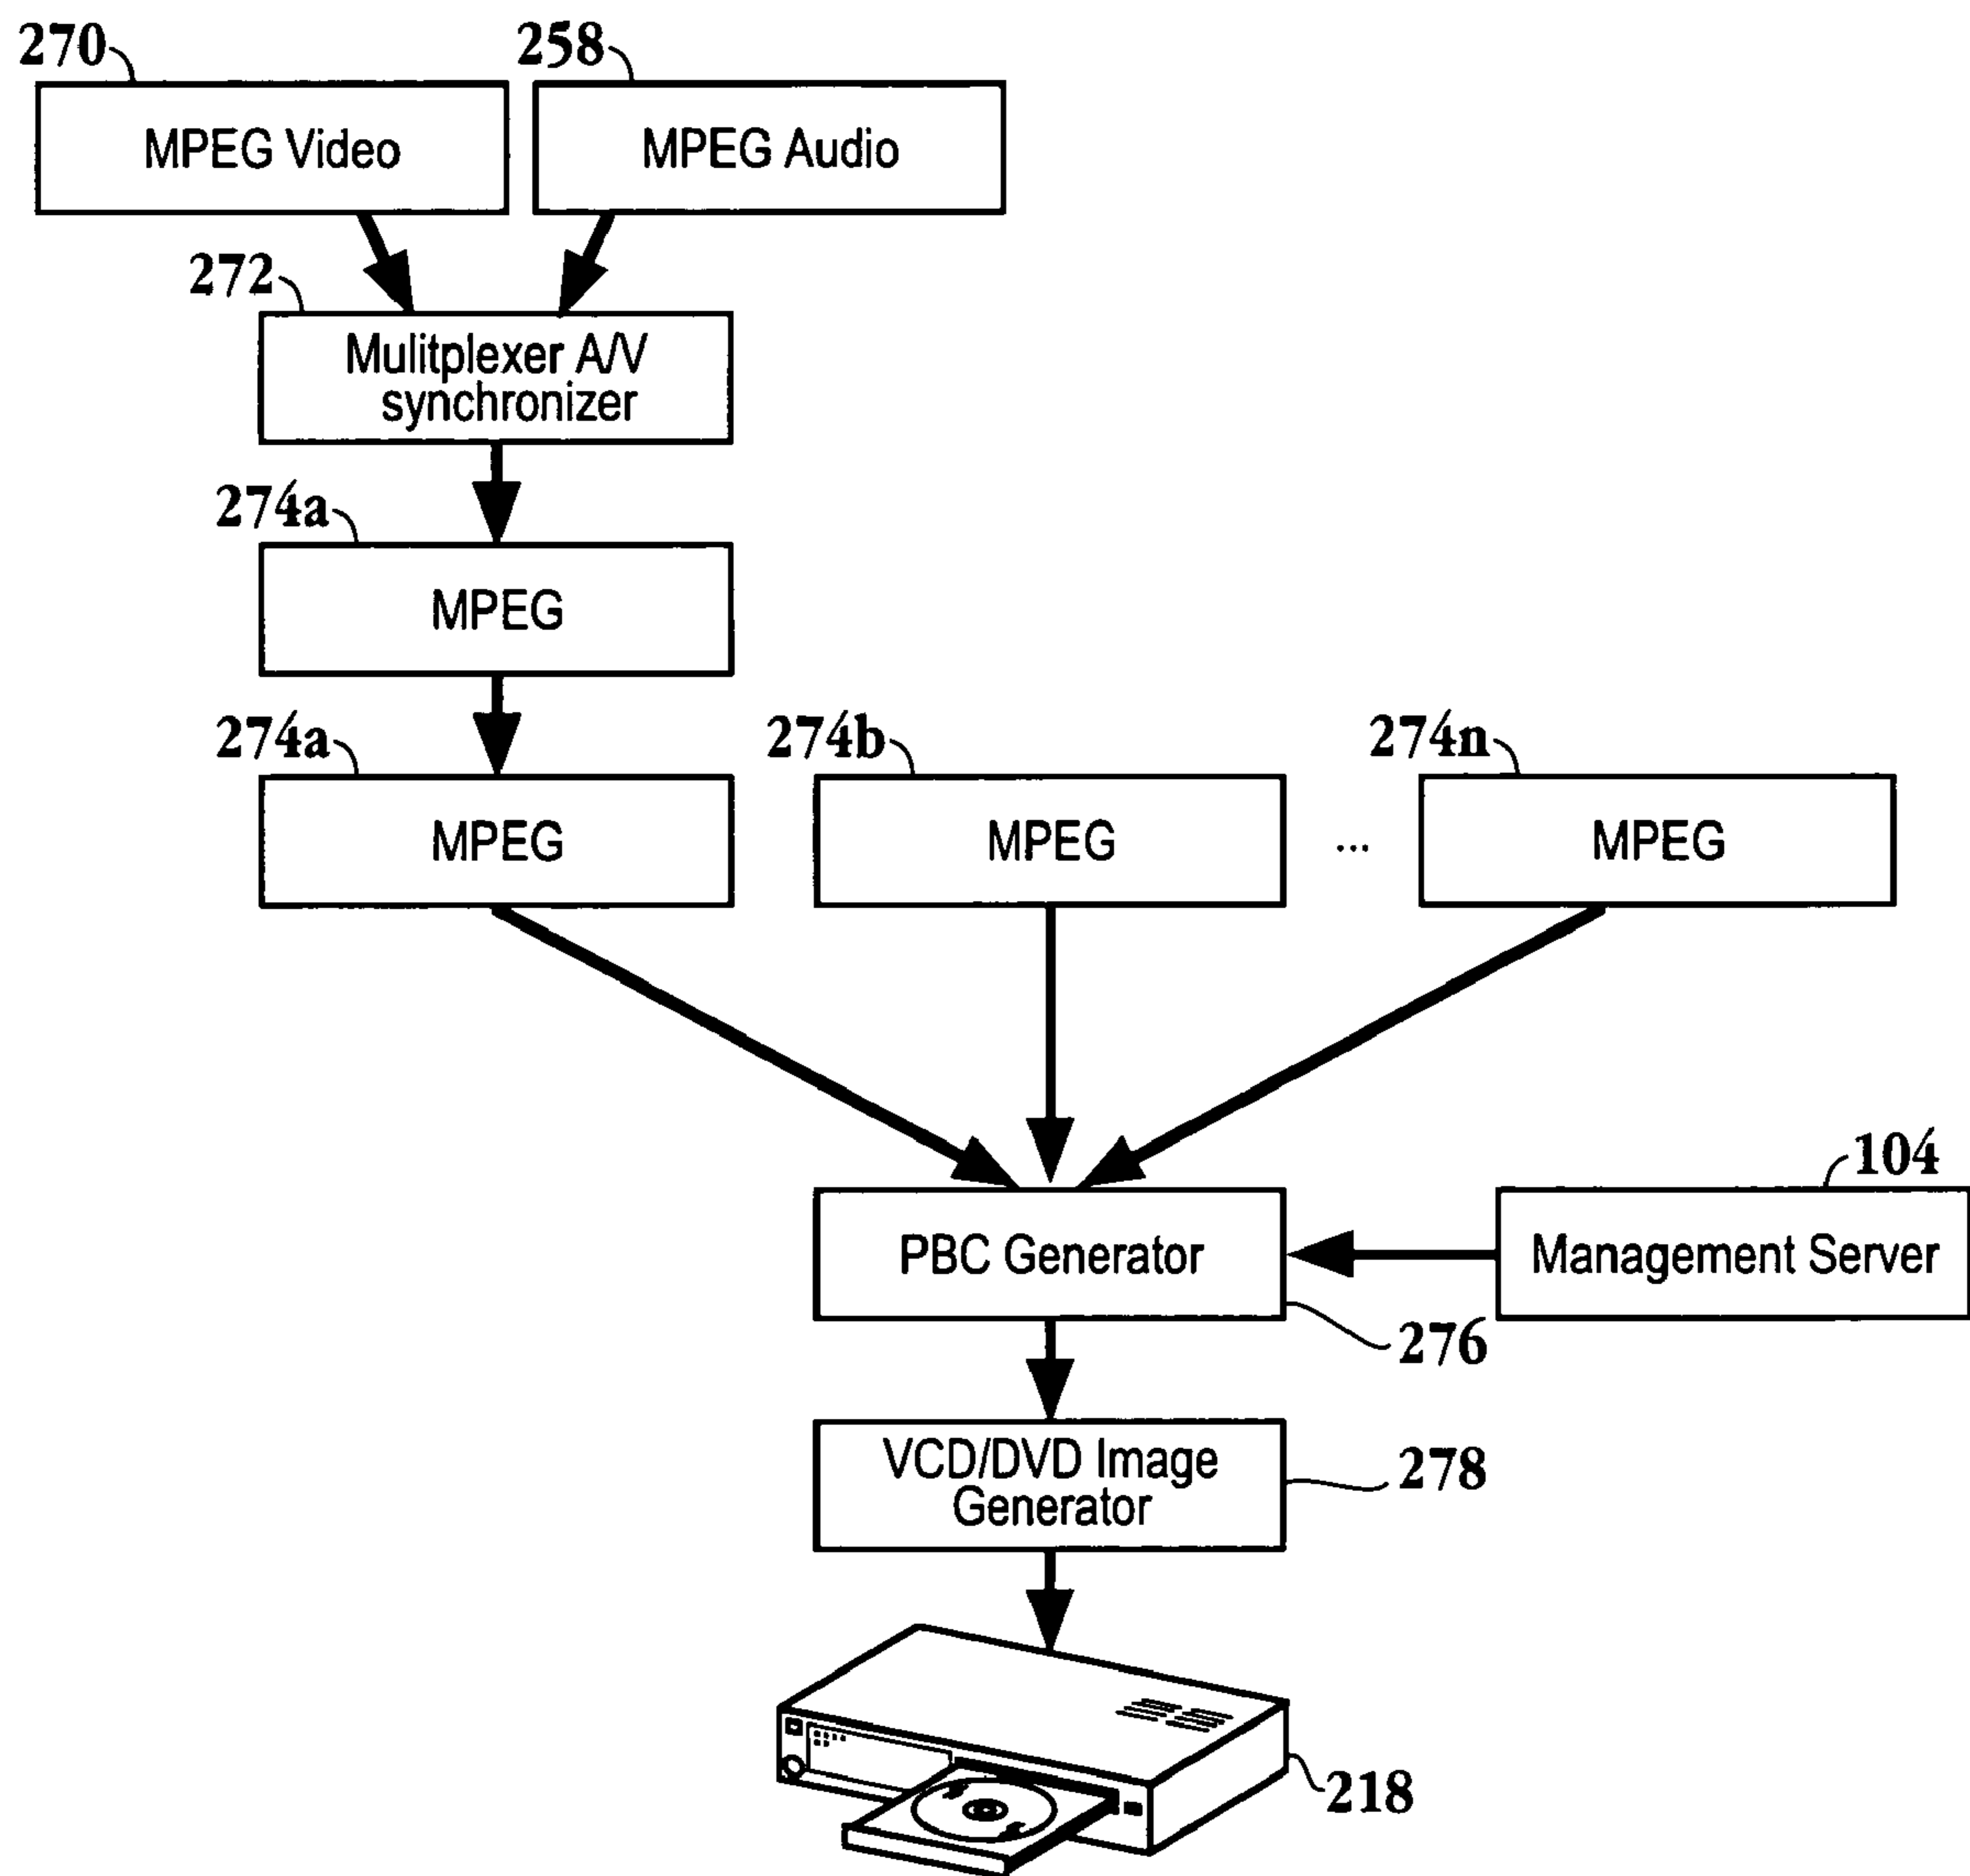 270
258
MPEG Video
MPEG Audio
272
Mulitplexer A/V
synchronizer
274a
MPEG
274a
274b
274n
MPEG
MPEG
...
MPEG
104
PBC Generator
Management Server
276
VCD/DVD Image
Generator
278
218